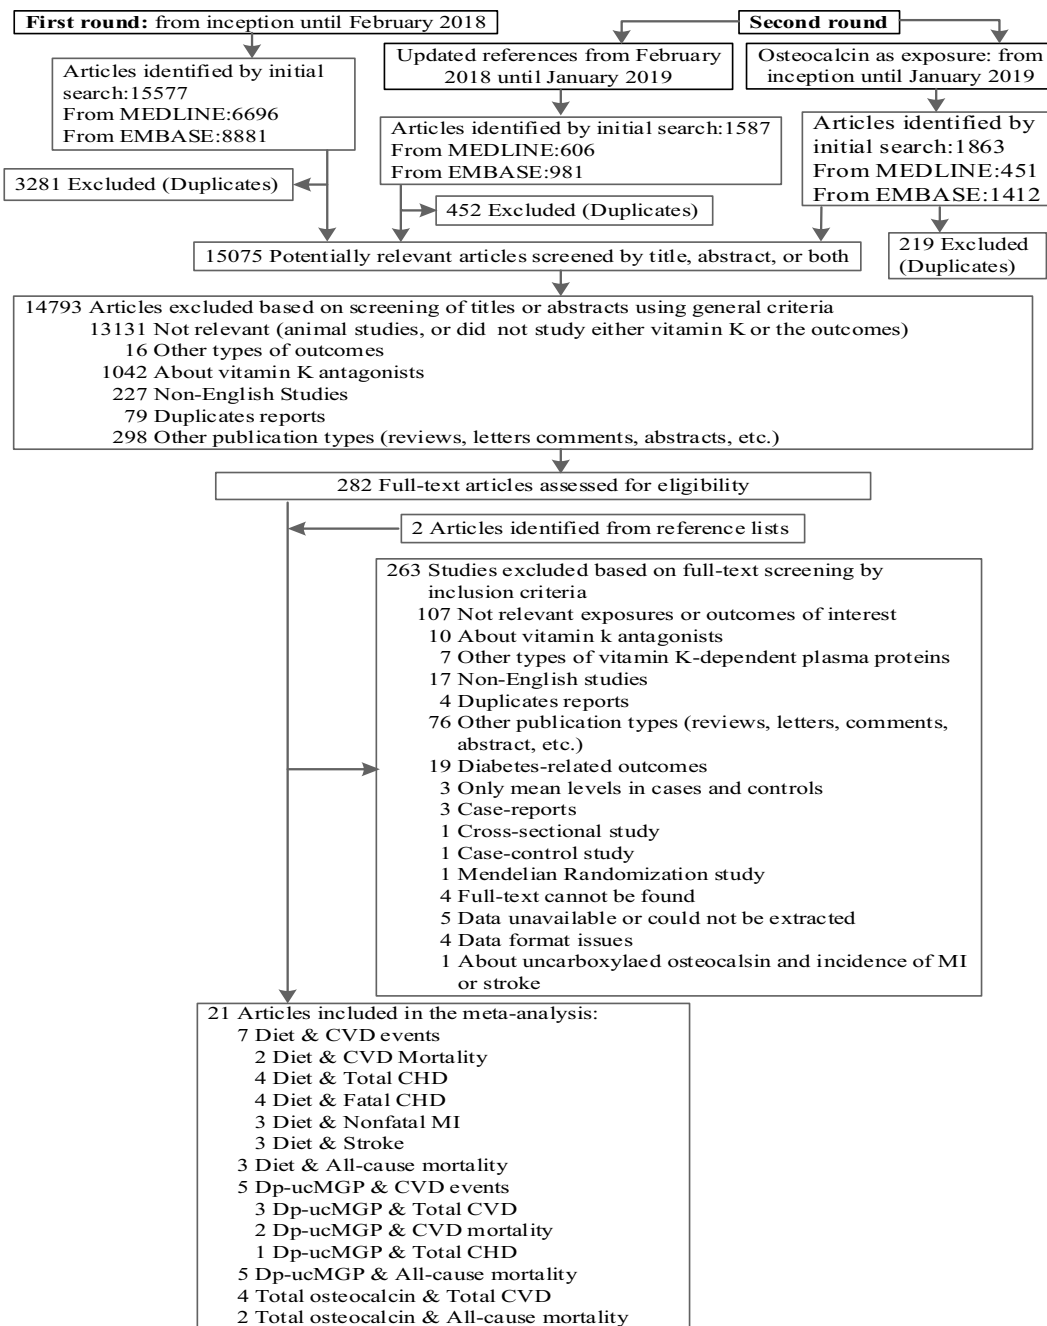 First round: from inception until February 2018
Second round
Articles identified by initial
search:15577
From MEDLINE:6696
From EMBASE:8881
Updated references from February
2018 until January 2019
Osteocalcin as exposure: from
inception until January 2019
Articles identified by initial search:1587
From MEDLINE:606
From EMBASE:981
Articles identified by
initial search:1863
From MEDLINE:451
From EMBASE:1412
3281 Excluded (Duplicates)
452 Excluded (Duplicates)
219 Excluded
(Duplicates)
15075 Potentially relevant articles screened by title, abstract, or both
14793 Articles excluded based on screening of titles or abstracts using general criteria
13131 Not relevant (animal studies, or did not study either vitamin K or the outcomes)
16 Other types of outcomes
1042 About vitamin K antagonists
227 Non-English Studies
79 Duplicates reports
298 Other publication types (reviews, letters comments, abstracts, etc.)
282 Full-text articles assessed for eligibility
2 Articles identified from reference lists
263 Studies excluded based on full-text screening by
inclusion criteria
107 Not relevant exposures or outcomes of interest
10 About vitamin k antagonists
7 Other types of vitamin K-dependent plasma proteins
17 Non-English studies
4 Duplicates reports
76 Other publication types (reviews, letters, comments,
abstract, etc.)
19 Diabetes-related outcomes
3 Only mean levels in cases and controls
3 Case-reports
1 Cross-sectional study
1 Case-control study
1 Mendelian Randomization study
4 Full-text cannot be found
5 Data unavailable or could not be extracted
4 Data format issues
1 About uncarboxylaed osteocalsin and incidence of MI
or stroke
21 Articles included in the meta-analysis:
7 Diet & CVD events
2 Diet & CVD Mortality
4 Diet & Total CHD
4 Diet & Fatal CHD
3 Diet & Nonfatal MI
3 Diet & Stroke
3 Diet & All-cause mortality
5 Dp-ucMGP & CVD events
3 Dp-ucMGP & Total CVD
2 Dp-ucMGP & CVD mortality
1 Dp-ucMGP & Total CHD
5 Dp-ucMGP & All-cause mortality
4 Total osteocalcin & Total CVD
2 Total osteocalcin & All-cause mortality